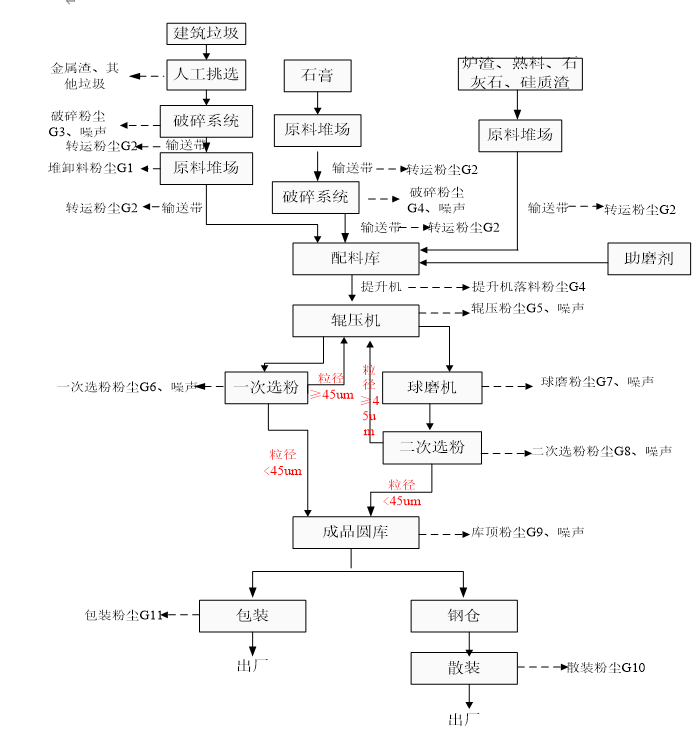 建筑垃圾
金属渣、其
他垃圾
人工挑选
石膏
炉渣、熟料、石
灰石、硅质渣
破碎粉尘
G3、噪声
破碎系统
原料堆场
原料堆场
转运粉尘G2
输送带
堆卸料粉尘G1
原料堆场
输送带
转运粉尘G2
破碎系统
破碎粉尘
G4、噪声
转运粉尘G2
输送带
输送带
转运粉尘G2
输送带
转运粉尘G2
配料库
助磨剂
提升机
提升机落料粉尘G4
辊压机
辊压粉尘G5、噪声
一次选粉粉尘G6、噪声
一次选粉
粒径
≥45um
粒
径
≥4
5u
m
球磨机
球磨粉尘G7、噪声
二次选粉
二次选粉粉尘G8、噪声
粒径
<45um
粒径
<45um
成品圆库
库顶粉尘G9、噪声
包装粉尘G11
包装
钢仓
出厂
散装
散装粉尘G10
出厂